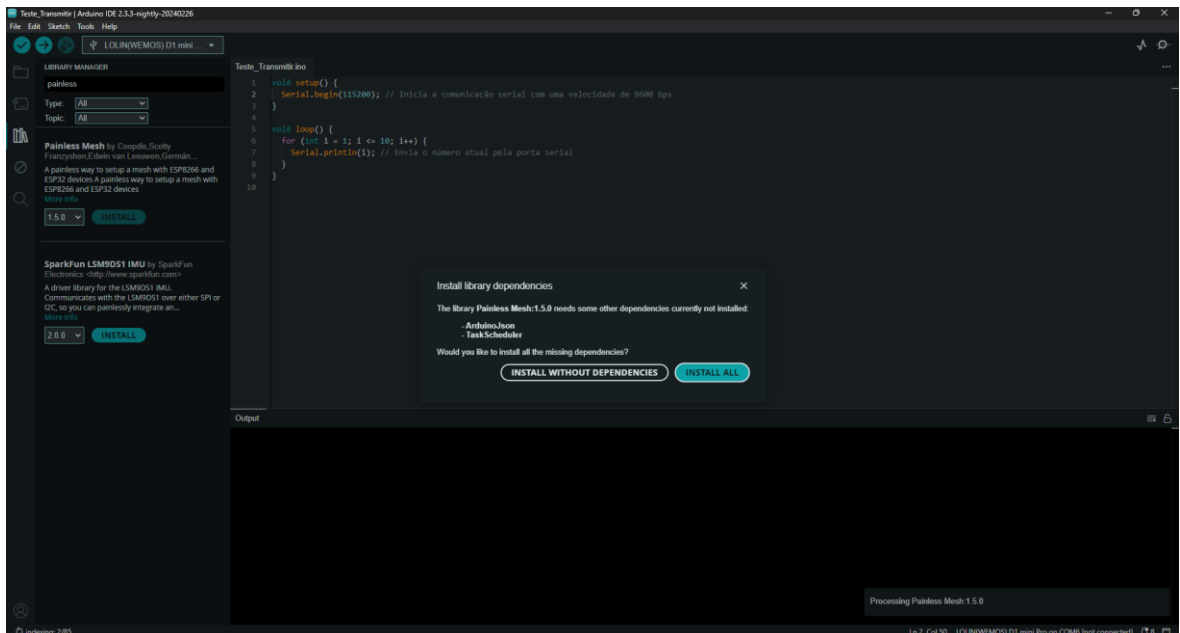 Teste_Transmitir | Arduino IDE 2.3.3-nightly-20240226
File Edit Sketch Tools Help
LOLIN(WEMOS) D1 mini ...
LIBRARY MANAGER
painless
Type: All
Topic: All
Painless Mesh by Coopdis,Scotty
Franzyshen,Edwin van Leeuwen,Germán...
A painless way to setup a mesh with ESP8266 and
ESP32 devices A painless way to setup a mesh with
ESP8266 and ESP32 devices
More info
1.5.0 INSTALL
SparkFun LSM9DS1 IMU by SparkFun
Electronics <http://www.sparkfun.com>
A driver library for the LSM9DS1 IMU.
Communicates with the LSM9DS1 over either SPI or
I2C, so you can painlessly integrate an...
More info
2.0.0 INSTALL
Teste_Transmitir.ino
1 void setup() {
2 Serial.begin(115200); // Inicia a comunicação serial com uma velocidade de 9600 bps
3 }
4
5 void loop() {
6 for (int i = 1; i <= 10; i++) {
7 Serial.println(i); // Envia o número atual pela porta serial
8 }
9 }
10
Install library dependencies
The library Painless Mesh:1.5.0 needs some other dependencies currently not installed:
- ArduinoJson
- TaskScheduler
Would you like to install all the missing dependencies?
INSTALL WITHOUT DEPENDENCIES INSTALL ALL
Output
Processing Painless Mesh:1.5.0
indexing: 2/85 Ln 2, Col 50 LOLIN(WEMOS) D1 mini Pro on COM6 [not connected] 8